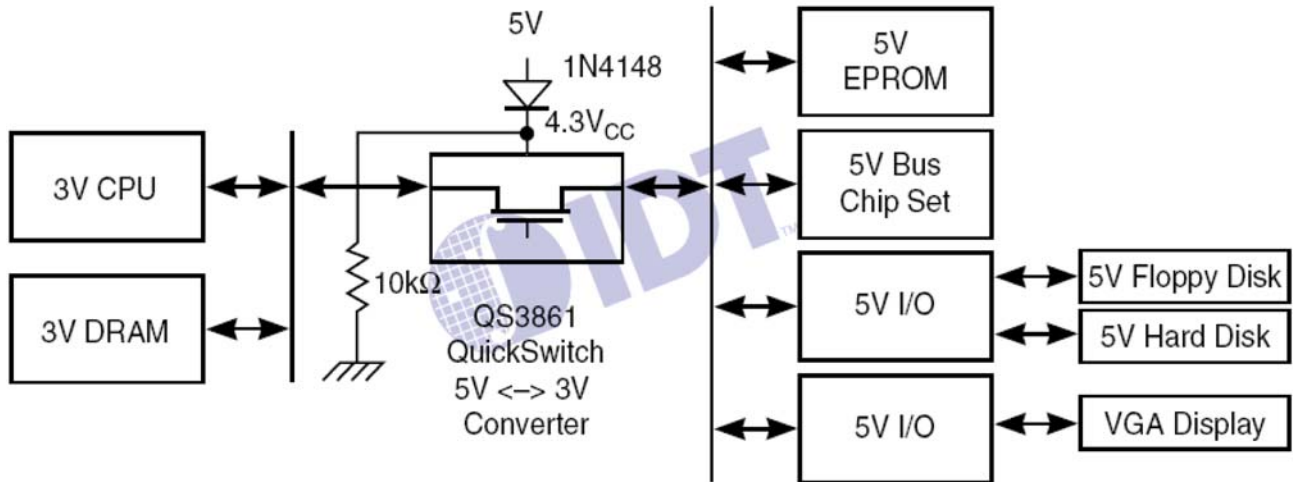 5V
1N4148
4.3VCC
3V CPU
3V DRAM
10kΩ
QS3861
QuickSwitch
5V <–> 3V
Converter
IDT
TM
5V
EPROM
5V Bus
Chip Set
5V I/O
5V Floppy Disk
5V Hard Disk
5V I/O
VGA Display